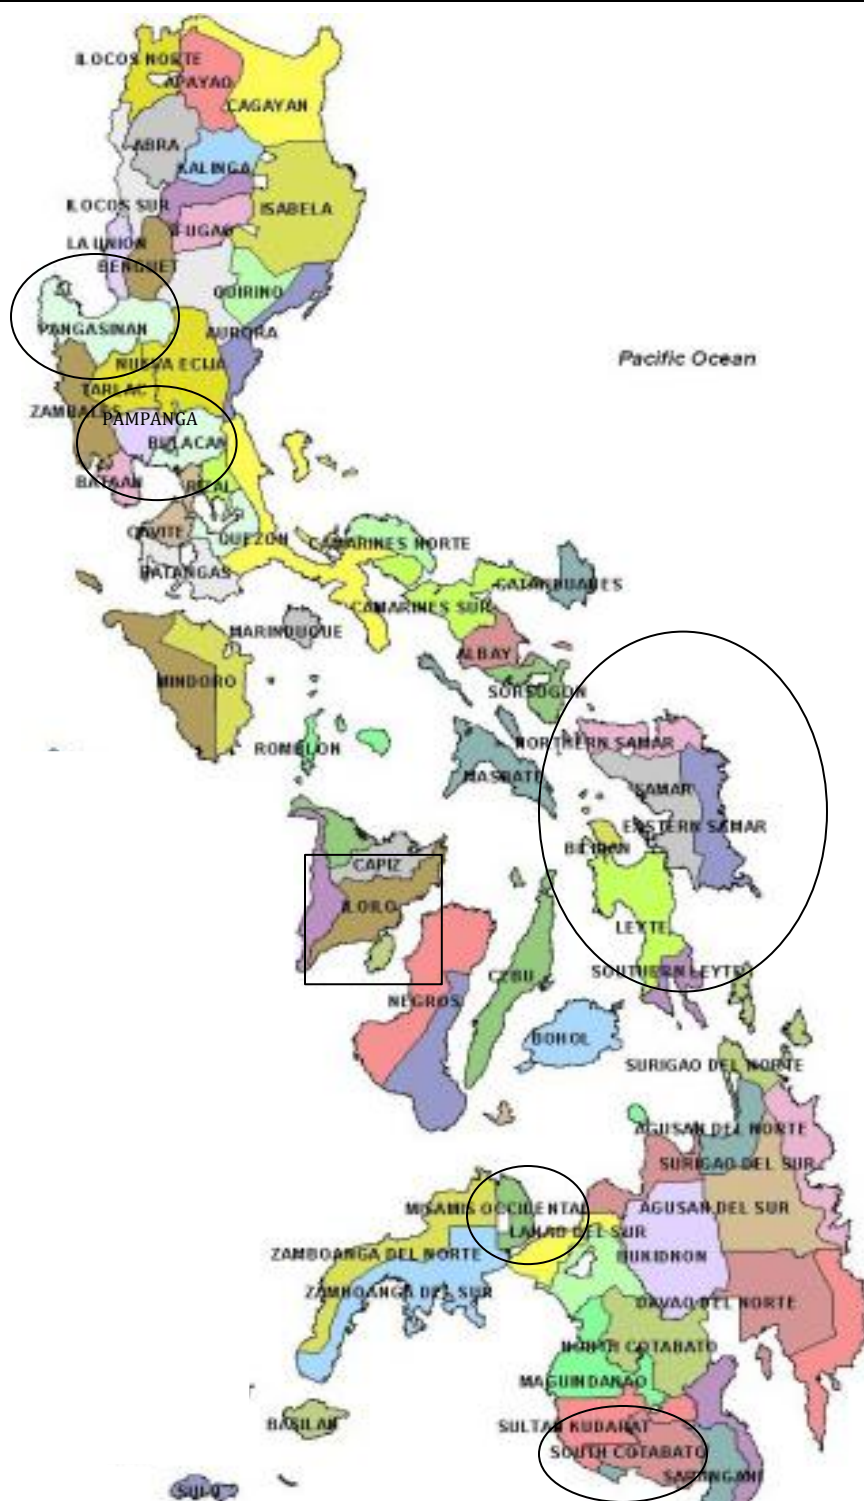 ILOCOS NORTE
APAYAO
CAGAYAN
ABRA
KALINGA
ILOCOS SUR
ISABELA
IFUGAO
LA UNION
BENGUET
QUIRINO
PANGASINAN
AURORA
Pacific Ocean
NUEVA ECIJA
TARLAC
ZAMBALES
PAMPANGA
BULACAN
BATAAN
RIZAL
CAVITE
QUEZON
CAMARINES NORTE
BATANGAS
CATANDUANES
CAMARINES SUR
MARINDUQUE
ALBAY
MINDORO
SORSOGON
ROMBLON
NORTHERN SAMAR
MASBATE
SAMAR
EASTERN SAMAR
BILIRAN
CAPIZ
ILOILO
LEYTE
SOUTHERN LEYTE
CEBU
NEGROS
BOHOL
SURIGAO DEL NORTE
AGUSAN DEL NORTE
SURIGAO DEL SUR
MISAMIS OCCIDENTAL
AGUSAN DEL SUR
LANAO DEL SUR
ZAMBOANGA DEL NORTE
BUKIDNON
ZAMBOANGA DEL SUR
DAVAO DEL NORTE
NORTH COTABATO
MAGUINDANAO
BASILAN
SULTAN KUDARAT
SOUTH COTABATO
SARANGANI
SULU